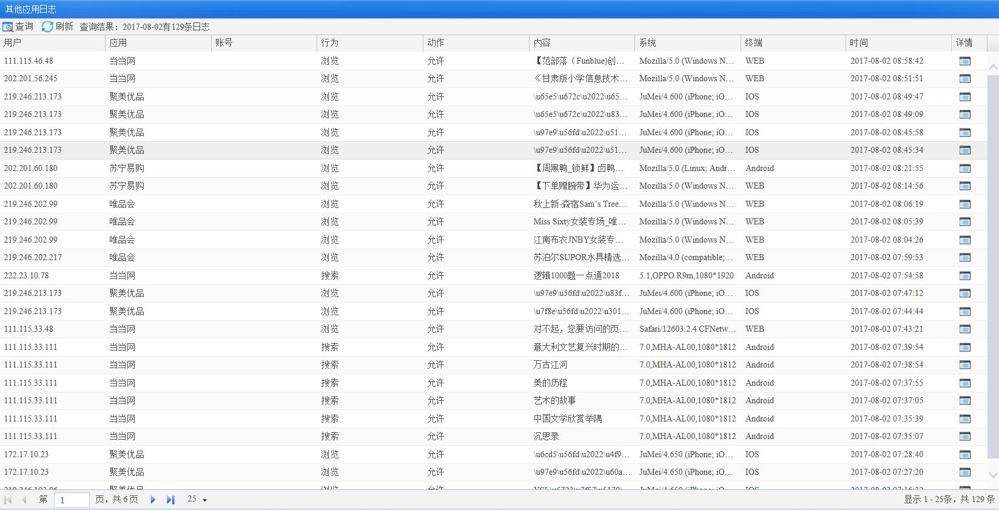 其他应用日志
查询 刷新 查询结果：2017-08-02有129条日志
用户 应用 账号 行为 动作 内容 系统 终端 时间 详情
111.115.46.48 当当网 浏览 允许 【范部落（Funblue)创... Mozilla/5.0 (Windows N... WEB 2017-08-02 08:58:42
202.201.56.245 当当网 浏览 允许 《甘肃版小学信息技术... Mozilla/5.0 (Windows N... WEB 2017-08-02 08:51:51
219.246.213.173 聚美优品 浏览 允许 \u65e5\u672c\u2022\u65... JuMei/4.600 (iPhone; iO... IOS 2017-08-02 08:49:47
219.246.213.173 聚美优品 浏览 允许 \u65e5\u672c\u2022\u83... JuMei/4.600 (iPhone; iO... IOS 2017-08-02 08:49:09
219.246.213.173 聚美优品 浏览 允许 \u97e9\u56fd\u2022\u51... JuMei/4.600 (iPhone; iO... IOS 2017-08-02 08:45:58
219.246.213.173 聚美优品 浏览 允许 \u97e9\u56fd\u2022\u51... JuMei/4.600 (iPhone; iO... IOS 2017-08-02 08:45:34
202.201.60.180 苏宁易购 浏览 允许 【周黑鸭_锁鲜】卤鸭... Mozilla/5.0 (Linux; Andr... Android 2017-08-02 08:21:55
202.201.60.180 苏宁易购 浏览 允许 【下单赠腕带】华为运... Mozilla/5.0 (Windows N... WEB 2017-08-02 08:14:56
219.246.202.99 唯品会 浏览 允许 秋上新-森宿Sam’s Tree... Mozilla/5.0 (Windows N... WEB 2017-08-02 08:06:19
219.246.202.99 唯品会 浏览 允许 Miss Sixty女装专场_唯... Mozilla/5.0 (Windows N... WEB 2017-08-02 08:05:39
219.246.202.99 唯品会 浏览 允许 江南布衣JNBY女装专... Mozilla/5.0 (Windows N... WEB 2017-08-02 08:04:26
219.246.202.217 唯品会 浏览 允许 苏泊尔SUPOR水具精选... Mozilla/4.0 (compatible;... WEB 2017-08-02 07:59:53
222.23.10.78 当当网 搜索 允许 逻辑1000题一点通2018 5.1,OPPO R9m,1080*1920 Android 2017-08-02 07:54:58
219.246.213.173 聚美优品 浏览 允许 \u97e9\u56fd\u2022\u83f... JuMei/4.600 (iPhone; iO... IOS 2017-08-02 07:47:12
219.246.213.173 聚美优品 浏览 允许 \u7f8e\u56fd\u2022\u301... JuMei/4.600 (iPhone; iO... IOS 2017-08-02 07:44:44
111.115.33.48 当当网 浏览 允许 对不起，您要访问的页... Safari/12603.2.4 CFNetw... WEB 2017-08-02 07:43:21
111.115.33.111 当当网 搜索 允许 意大利文艺复兴时期的... 7.0,MHA-AL00,1080*1812 Android 2017-08-02 07:39:54
111.115.33.111 当当网 搜索 允许 万古江河 7.0,MHA-AL00,1080*1812 Android 2017-08-02 07:38:54
111.115.33.111 当当网 搜索 允许 美的历程 7.0,MHA-AL00,1080*1812 Android 2017-08-02 07:37:55
111.115.33.111 当当网 搜索 允许 艺术的故事 7.0,MHA-AL00,1080*1812 Android 2017-08-02 07:37:05
111.115.33.111 当当网 搜索 允许 中国文学欣赏举隅 7.0,MHA-AL00,1080*1812 Android 2017-08-02 07:35:39
111.115.33.111 当当网 搜索 允许 沉思录 7.0,MHA-AL00,1080*1812 Android 2017-08-02 07:35:07
172.17.10.23 聚美优品 浏览 允许 \u6cd5\u56fd\u2022\u4f9... JuMei/4.650 (iPhone; iO... IOS 2017-08-02 07:28:40
172.17.10.23 聚美优品 浏览 允许 \u97e9\u56fd\u2022\u60a... JuMei/4.650 (iPhone; iO... IOS 2017-08-02 07:27:20
聚美优品 浏览 允许 JuMei/4.650 (iPhone; iO... IOS
第 1 页，共 6 页 25 显示 1 - 25条，共 129 条